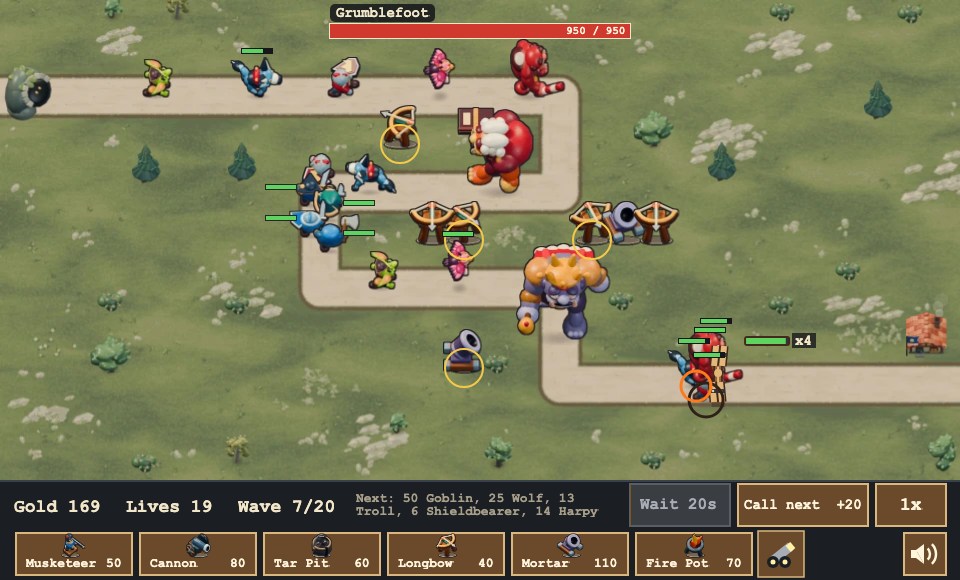 Grumblefoot
950 / 950
x4
Gold 169 Lives 19 Wave 7/20
Next: 50 Goblin, 25 Wolf, 13
Troll, 6 Shieldbearer, 14 Harpy
Wait 20s
Call next +20
1x
Musketeer 50
Cannon 80
Tar Pit 60
Longbow 40
Mortar 110
Fire Pot 70